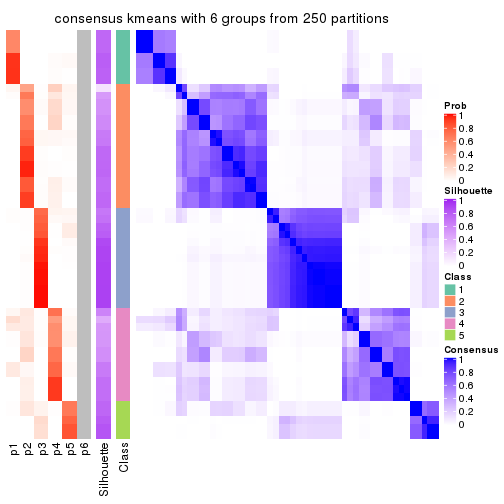 consensus kmeans with 6 groups from 250 partitions
Prob
1
0.8
0.6
0.4
0.2
0
Silhouette
1
0.8
0.6
0.4
0.2
0
Class
1
2
3
4
5
Consensus
1
0.8
0.6
0.4
0.2
0
p1
p2
p3
p4
p5
p6
Silhouette
Class